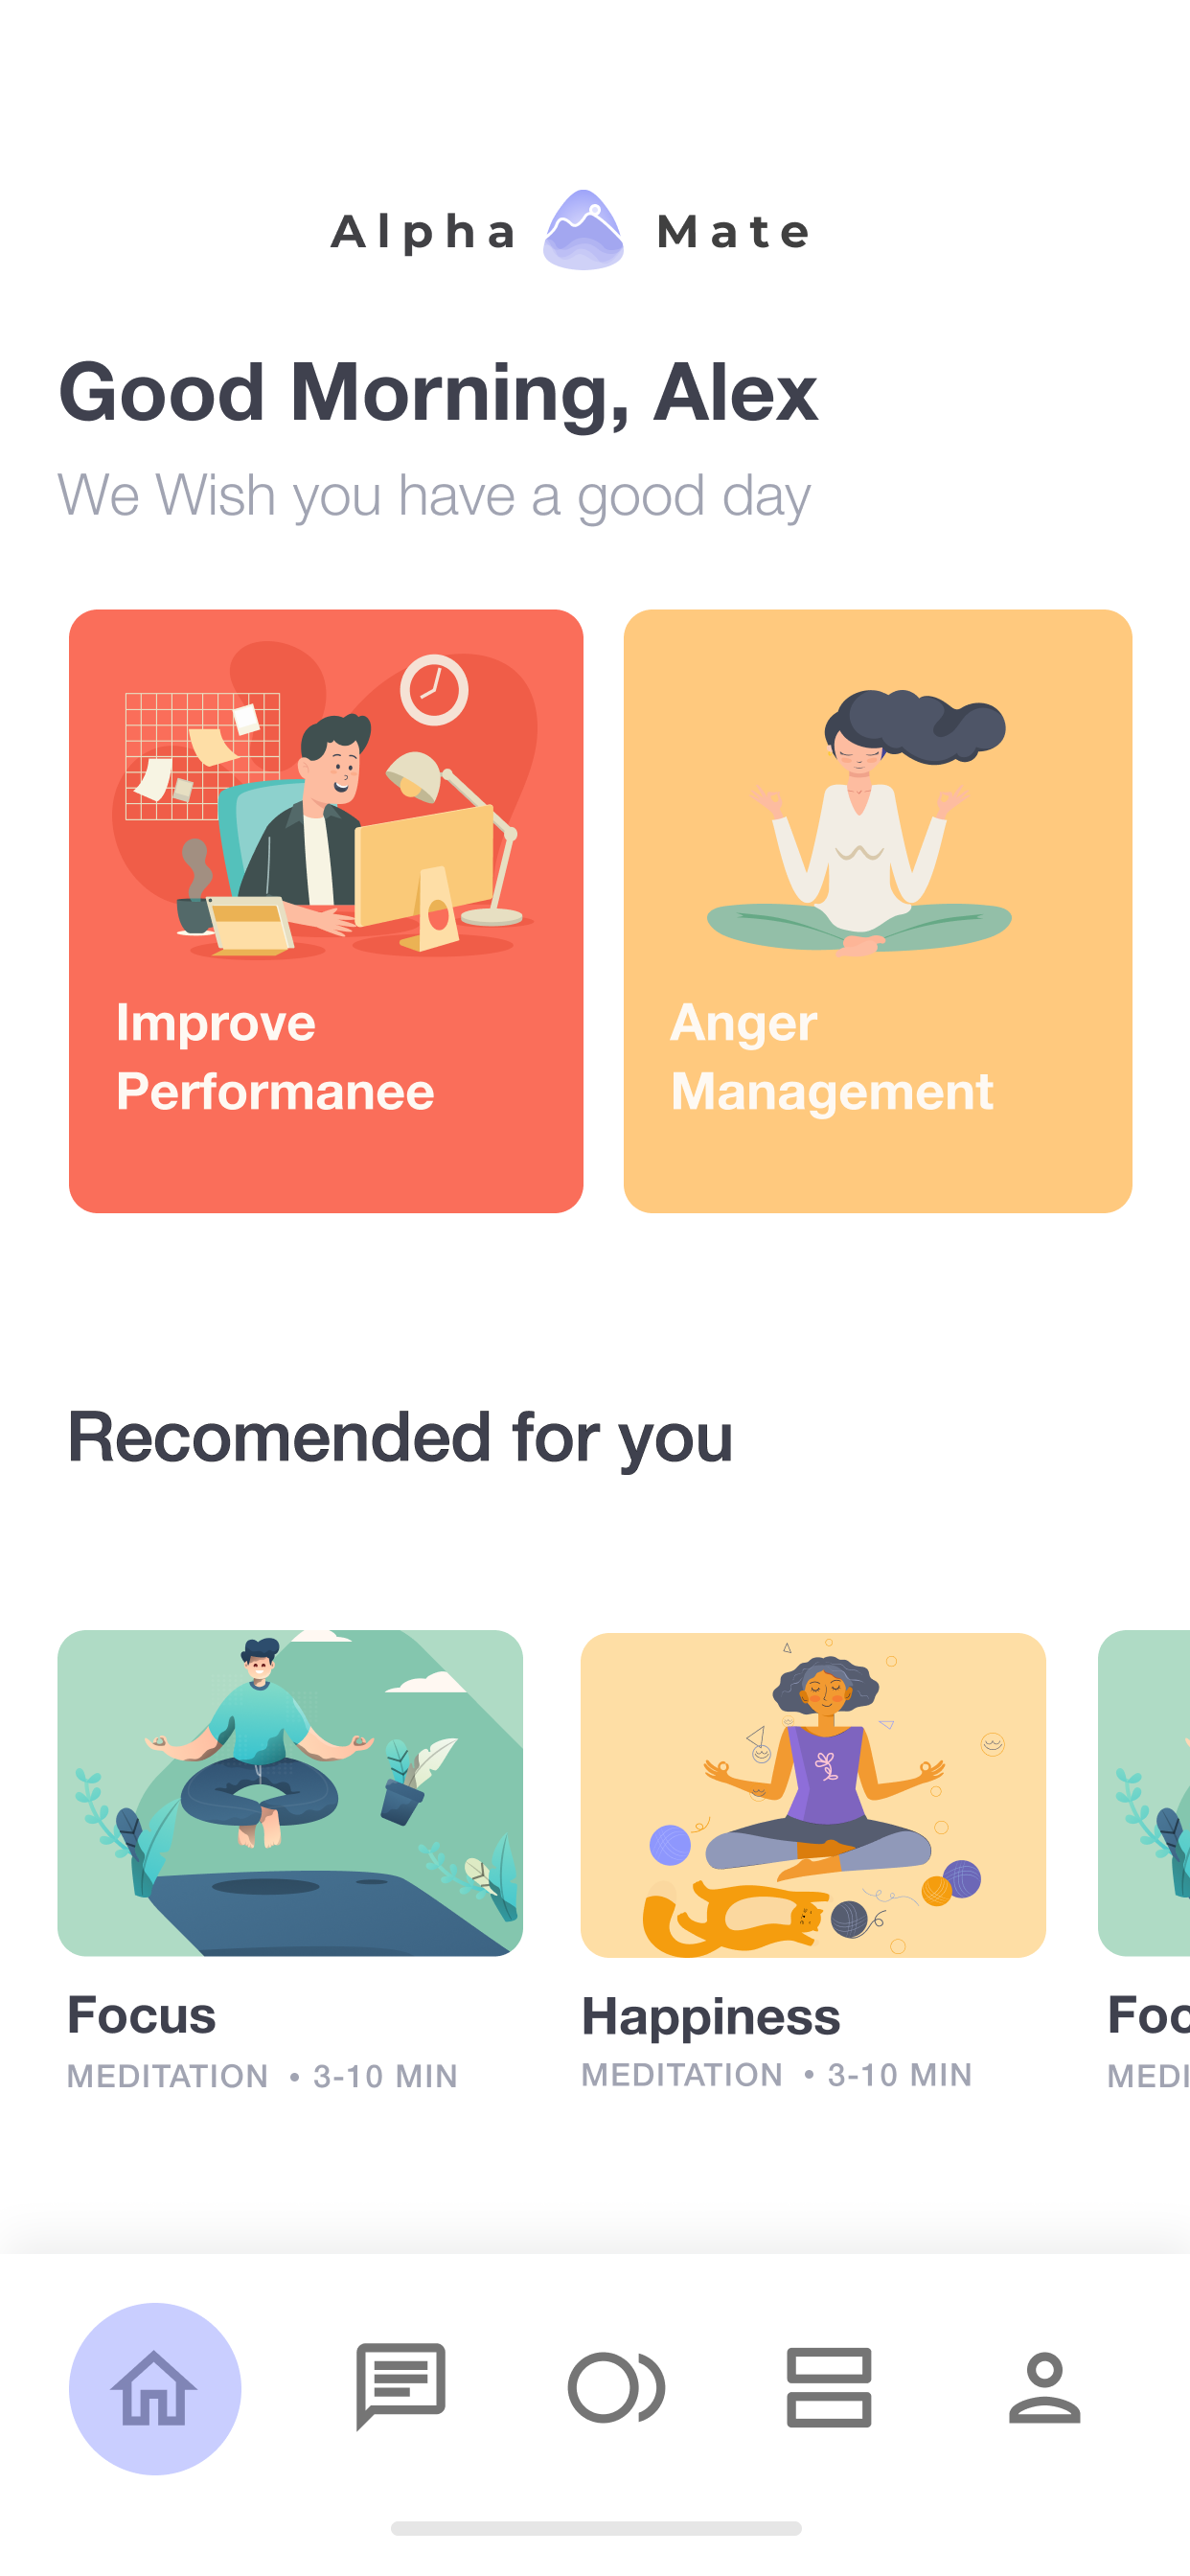 Alpha Mate
Good Morning, Alex
We Wish you have a good day
Improve
Performanee
Anger
Management
Recomended for you
Focus
MEDITATION • 3-10 MIN
Happiness
MEDITATION • 3-10 MIN
Foc
MEDI